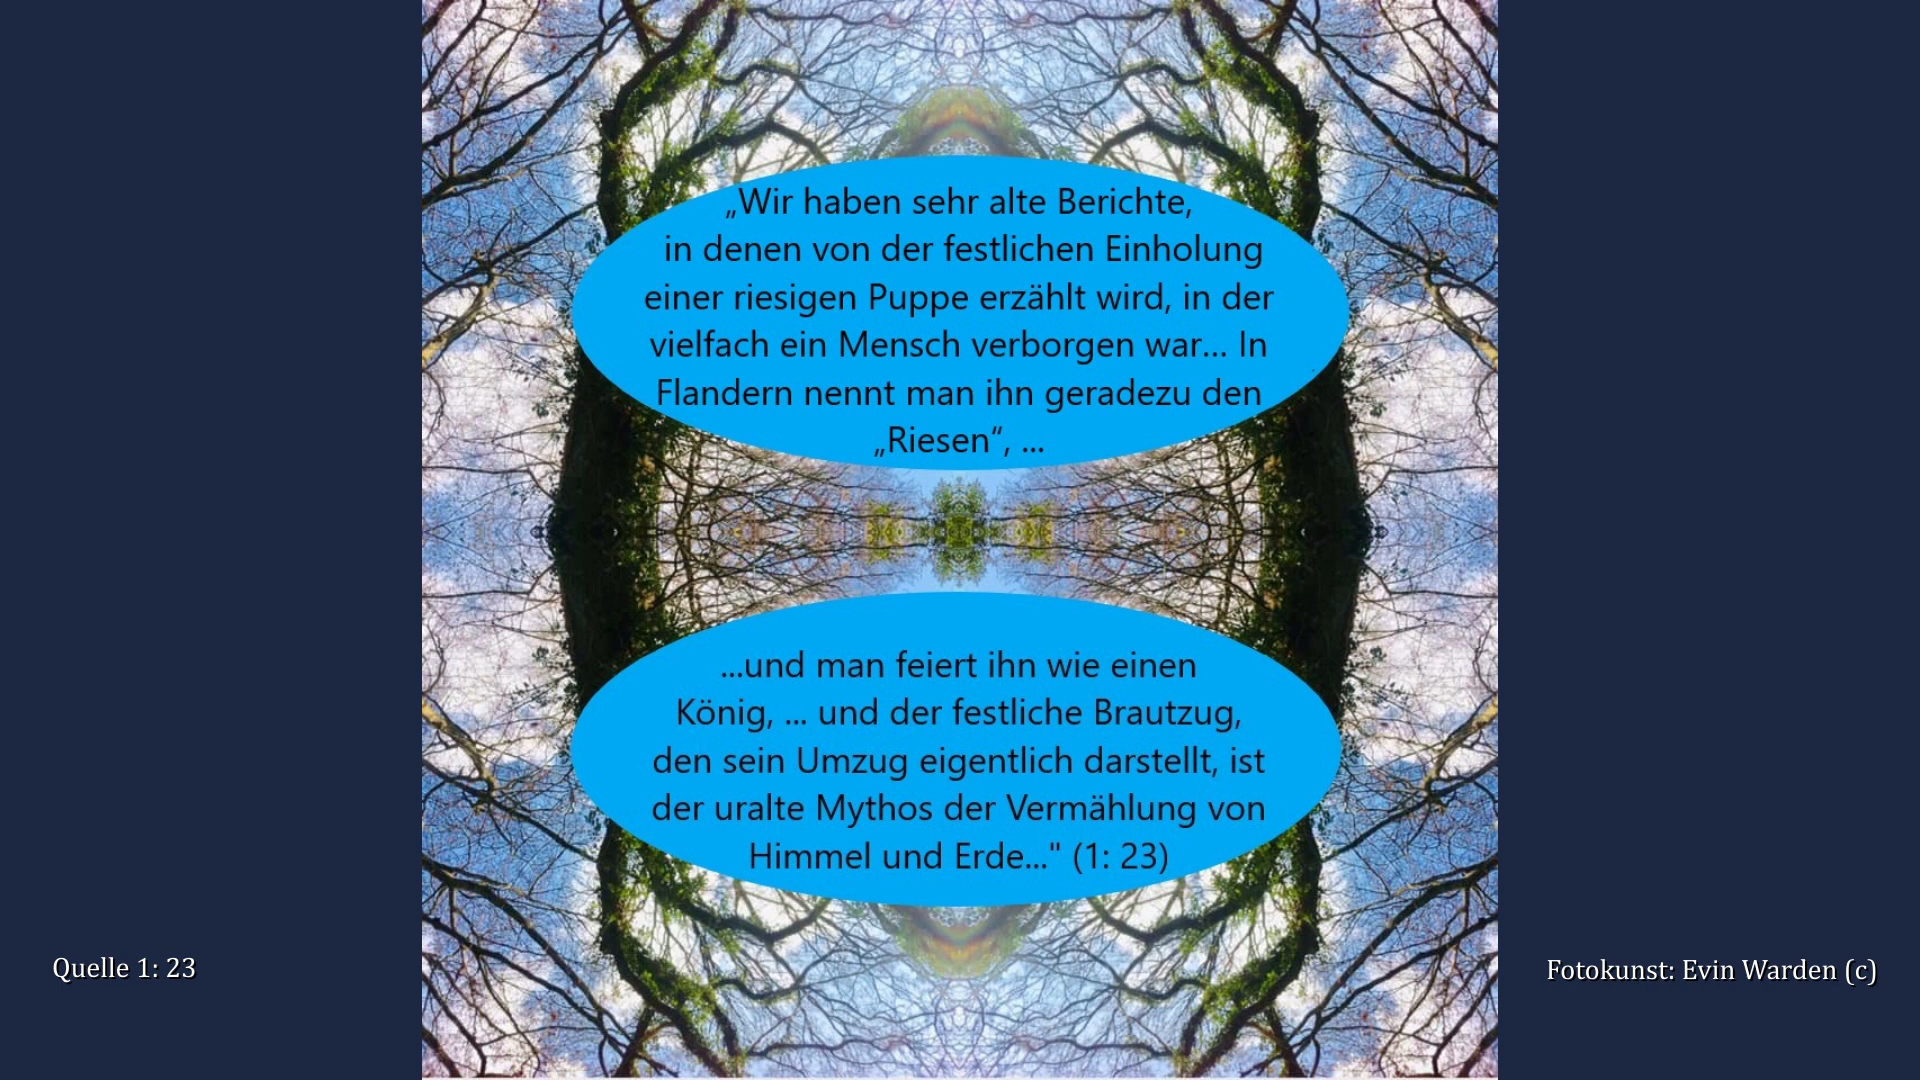 „Wir haben sehr alte Berichte,
in denen von der festlichen Einholung
einer riesigen Puppe erzählt wird, in der
vielfach ein Mensch verborgen war... In
Flandern nennt man ihn geradezu den
„Riesen“, ...
...und man feiert ihn wie einen
König, ... und der festliche Brautzug,
den sein Umzug eigentlich darstellt, ist
der uralte Mythos der Vermählung von
Himmel und Erde..." (1: 23)
Quelle 1: 23
Fotokunst: Evin Warden (c)